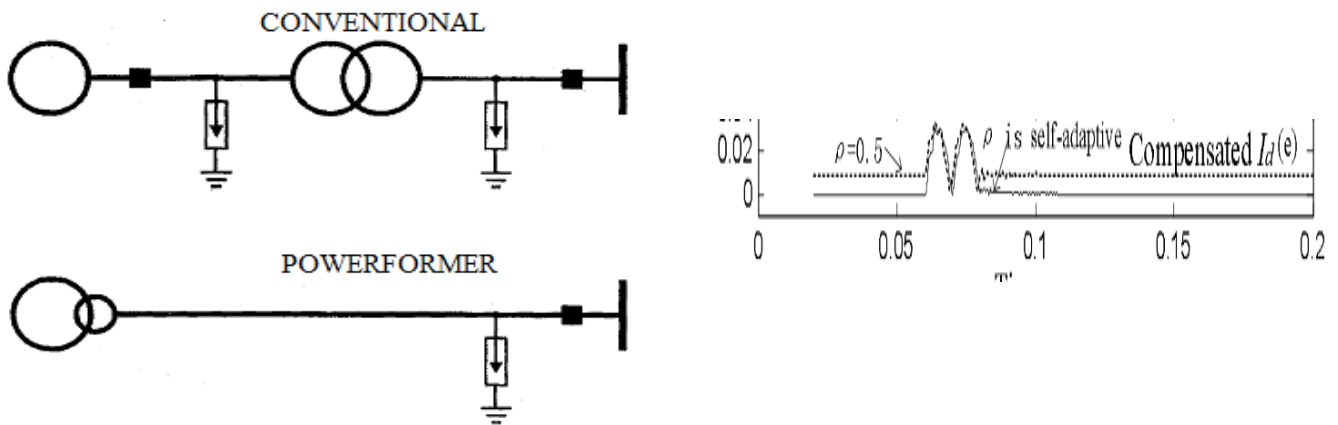 CONVENTIONAL
POWERFORMER
0.02
0
ρ=0.5
ρ is self-adaptive
Compensated I_d(e)
0 0.05 0.1 0.15 0.2